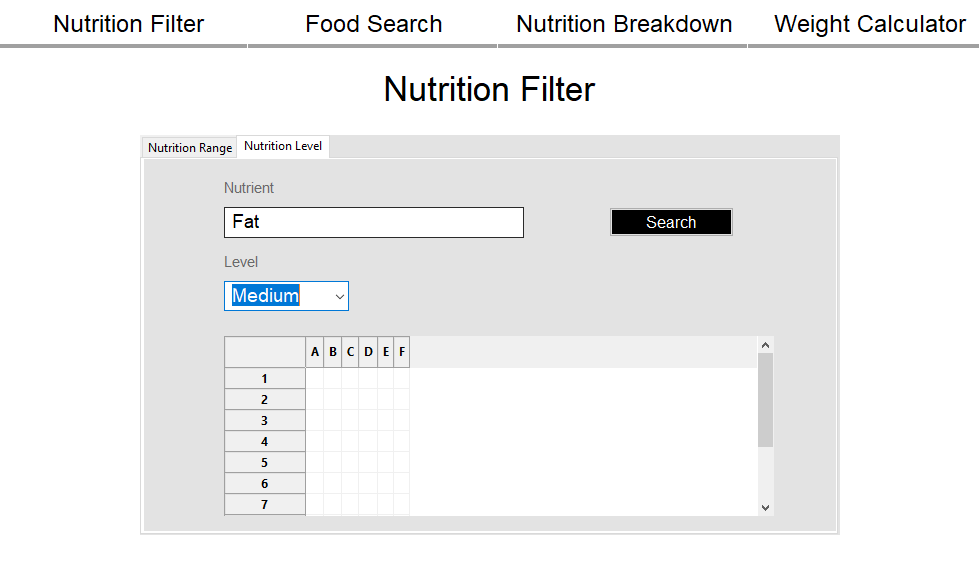 Nutrition Filter Food Search Nutrition Breakdown Weight Calculator
Nutrition Filter
Nutrition Range Nutrition Level
Nutrient
Fat Search
Level
Medium
A B C D E F
1
2
3
4
5
6
7